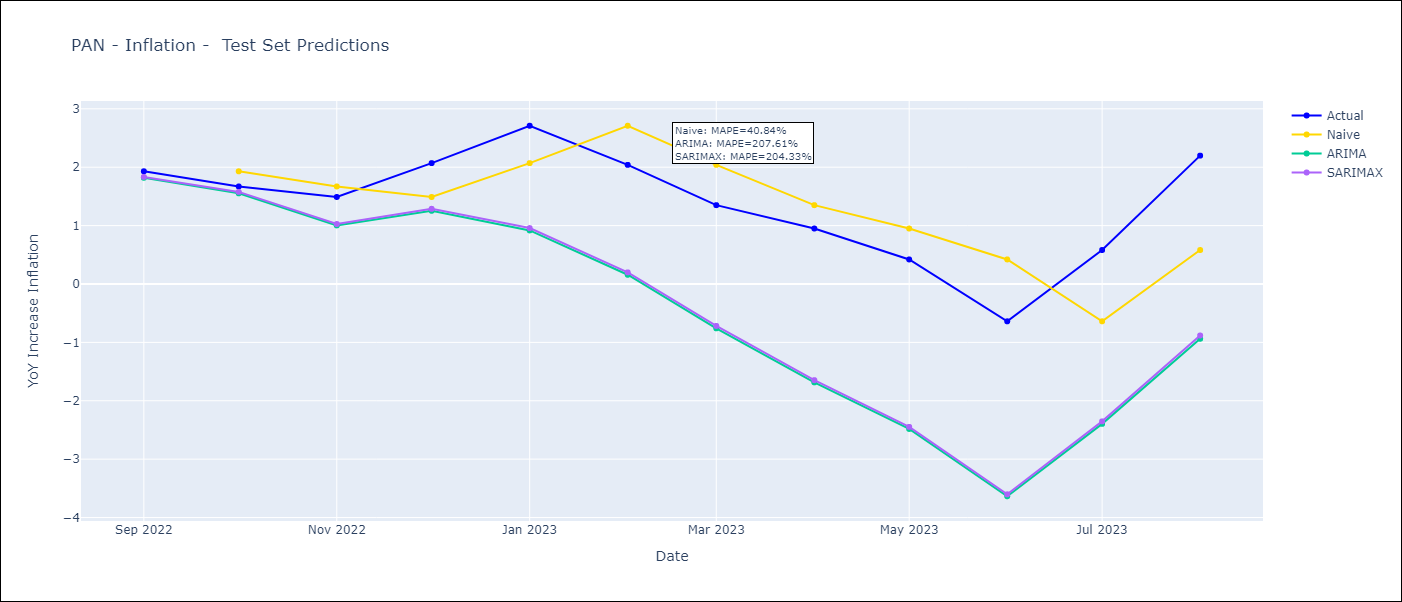 PAN - Inflation -  Test Set Predictions
3
2
1
0
−1
−2
−3
−4
YoY Increase Inflation
Sep 2022
Nov 2022
Jan 2023
Mar 2023
May 2023
Jul 2023
Date
Naive: MAPE=40.84%
ARIMA: MAPE=207.61%
SARIMAX: MAPE=204.33%
Actual
Naive
ARIMA
SARIMAX